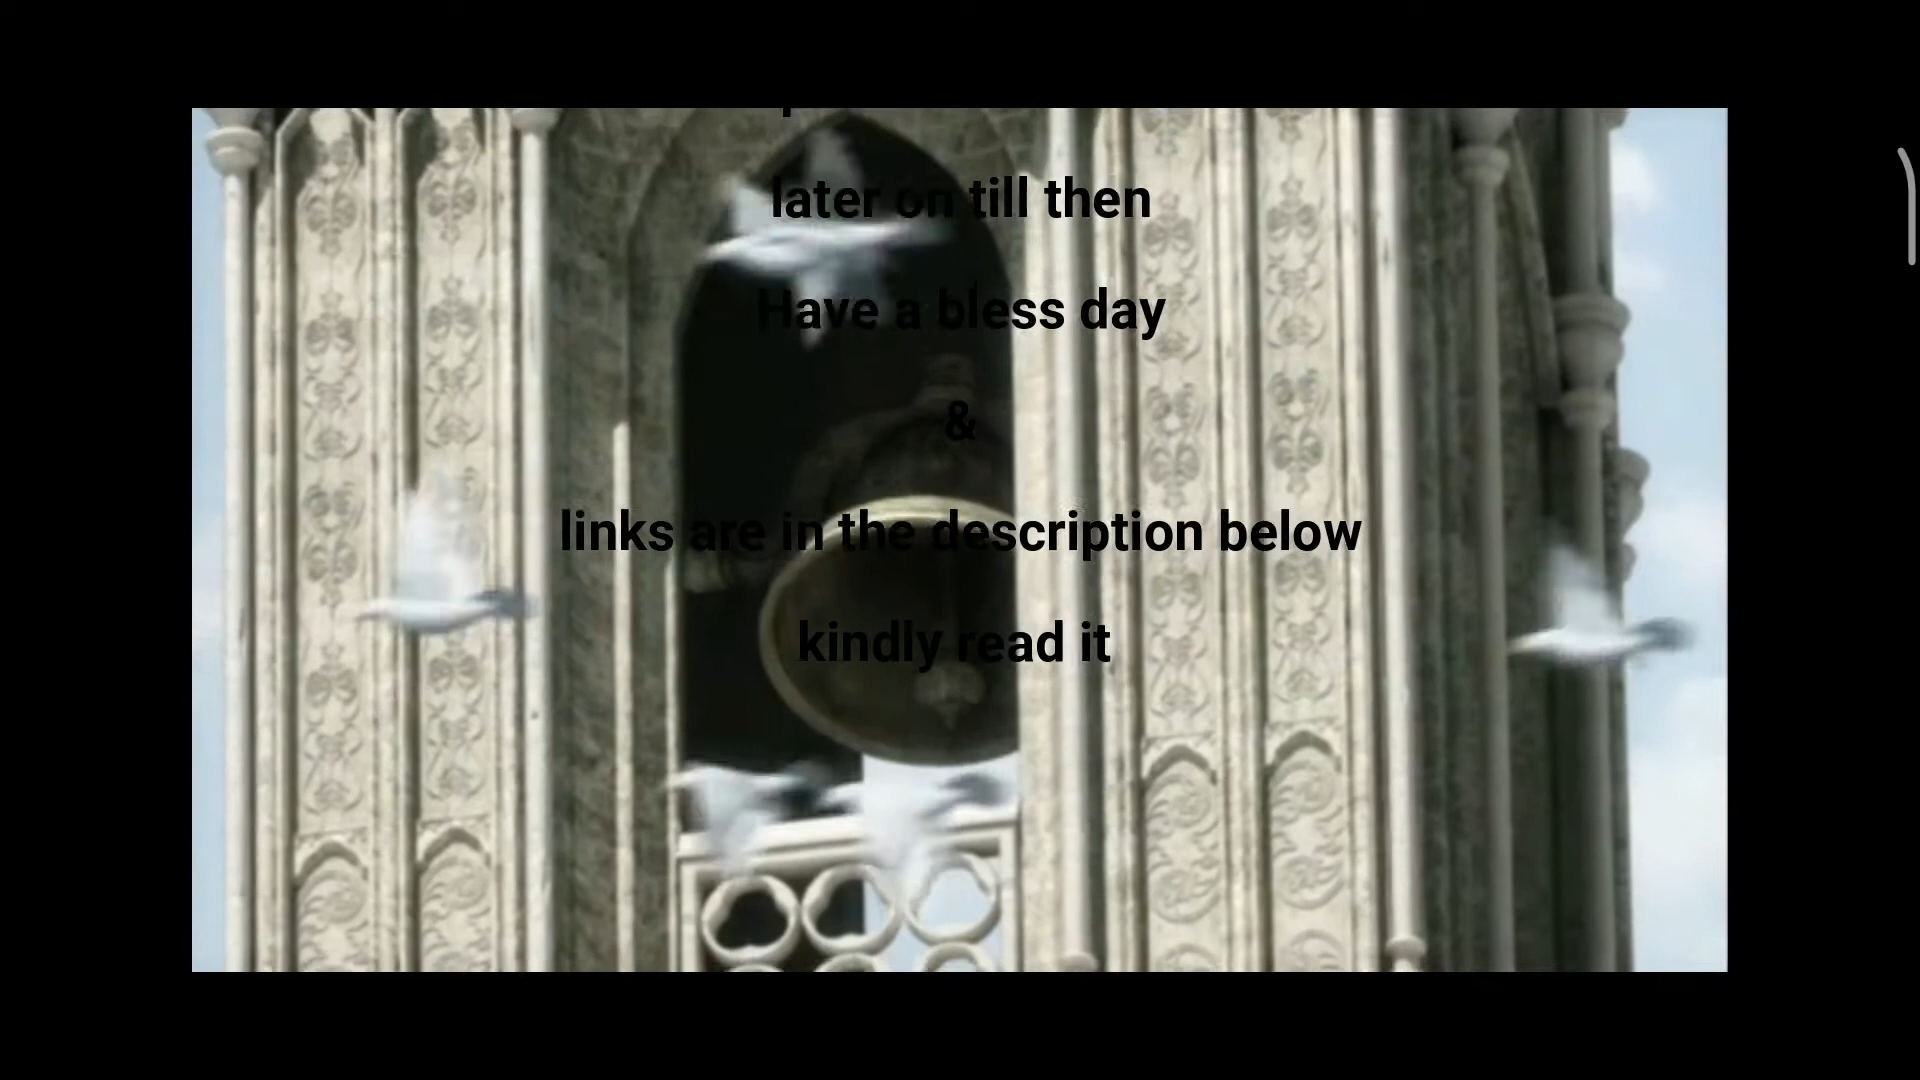 later on till then
Have a bless day
&
links are in the description below
kindly read it